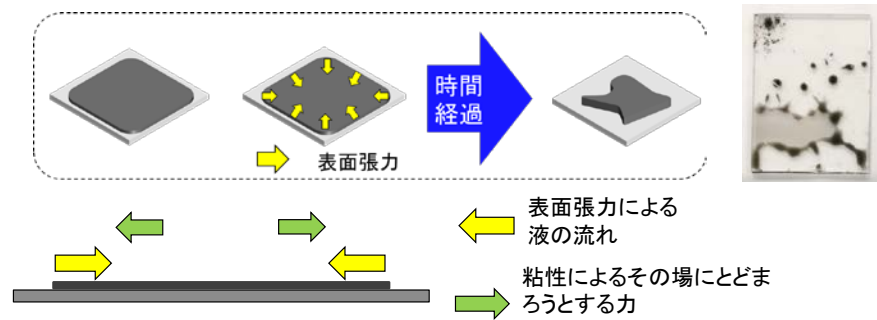 時間
経過
表面張力
表面張力による
液の流れ
粘性によるその場にとどま
ろうとする力